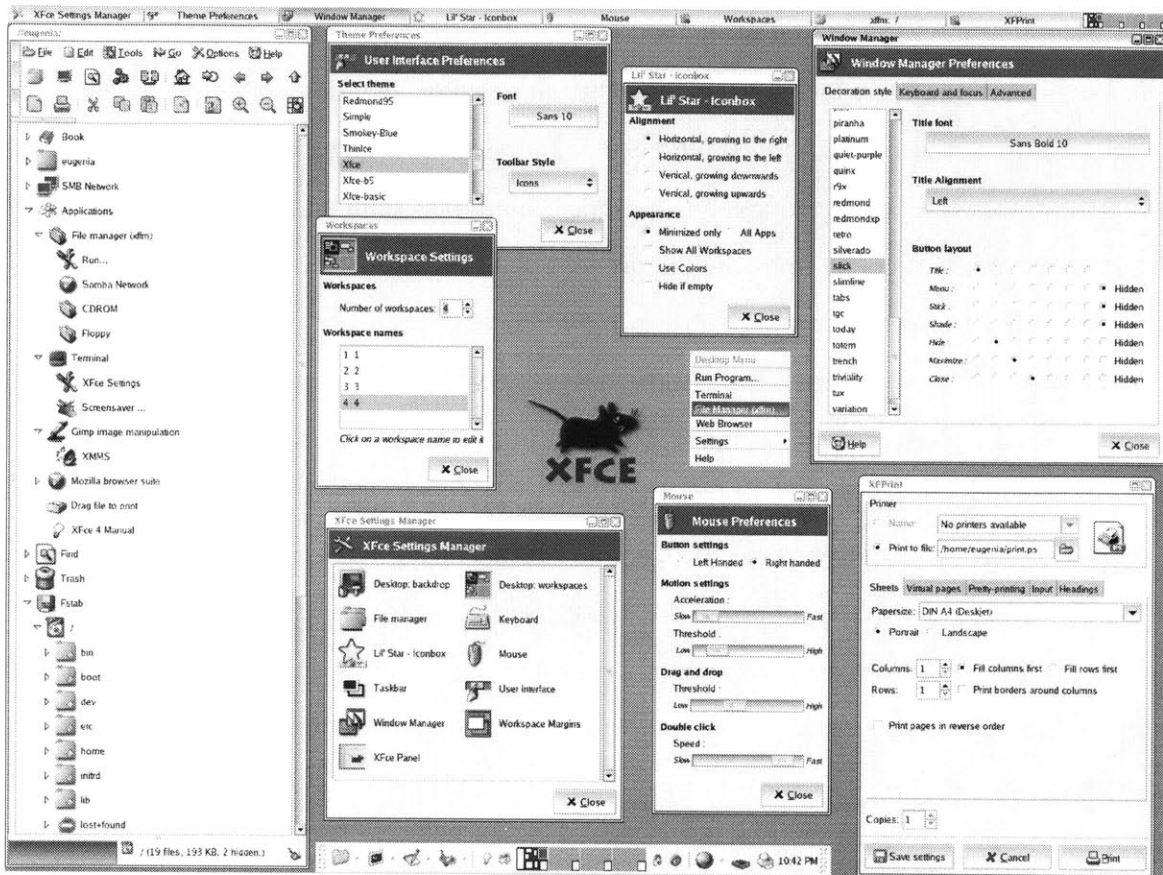 XFce Settings Manager
Theme Preferences
Window Manager
Lil' Star - Iconbox
Mouse
Workspaces
xffm: /
XFPrint
/eugenia/
File Edit Tools Go Options Help
Book
eugenia
SMB Network
Applications
File manager (xffm)
Run...
Samba Network
CDROM
Floppy
Terminal
XFce Settings
Screensaver ...
Gimp image manipulation
XMMS
Mozilla browser suite
Drag file to print
XFce 4 Manual
Find
Trash
Fstab
/
bin
boot
dev
etc
home
initrd
lib
lost+found
/ (19 files, 193 KB, 2 hidden.)
Theme Preferences
User Interface Preferences
Select theme
Redmond95
Simple
Smokey-Blue
ThinIce
Xfce
Xfce-b5
Xfce-basic
Font
Sans 10
Toolbar Style
Icons
Close
Workspaces
Workspace Settings
Workspaces
Number of workspaces: 4
Workspace names
1 1
2 2
3 3
4 4
Click on a workspace name to edit it
Close
Lil' Star - Iconbox
Lil' Star - Iconbox
Alignment
Horizontal, growing to the right
Horizontal, growing to the left
Verical, growing downwards
Verical, growing upwards
Appearance
Minimized only All Apps
Show All Workspaces
Use Colors
Hide if empty
Close
Window Manager
Window Manager Preferences
Decoration style Keyboard and focus Advanced
piranha
platinum
quiet-purple
quinx
r9x
redmond
redmondxp
retro
silverado
slick
slimline
tabs
tgc
today
totem
trench
triviality
tux
variation
Title font
Sans Bold 10
Title Alignment
Left
Button layout
Title :
Menu : Hidden
Stick : Hidden
Shade : Hidden
Hide : Hidden
Maximize : Hidden
Close : Hidden
Help
Close
Desktop Menu
Run Program...
Terminal
File Manager (xffm)...
Web Browser
Settings
Help
XFCE
XFce Settings Manager
XFce Settings Manager
Desktop: backdrop
Desktop: workspaces
File manager
Keyboard
Lil' Star - Iconbox
Mouse
Taskbar
User interface
Window Manager
Workspace Margins
XFce Panel
Close
Mouse
Mouse Preferences
Button settings
Left Handed Right handed
Motion settings
Acceleration :
Slow Fast
Threshold :
Low High
Drag and drop
Threshold :
Low High
Double click
Speed :
Slow Fast
Close
XFPrint
Printer
Name: No printers available
Print to file: /home/eugenia/print.ps
Sheets Virtual pages Pretty-printing Input Headings
Papersize: DIN A4 (Deskjet)
Portrait Landscape
Columns: 1 Fill columns first Fill rows first
Rows: 1 Print borders around columns
Print pages in reverse order
Copies: 1
Save settings Cancel Print
10:42 PM